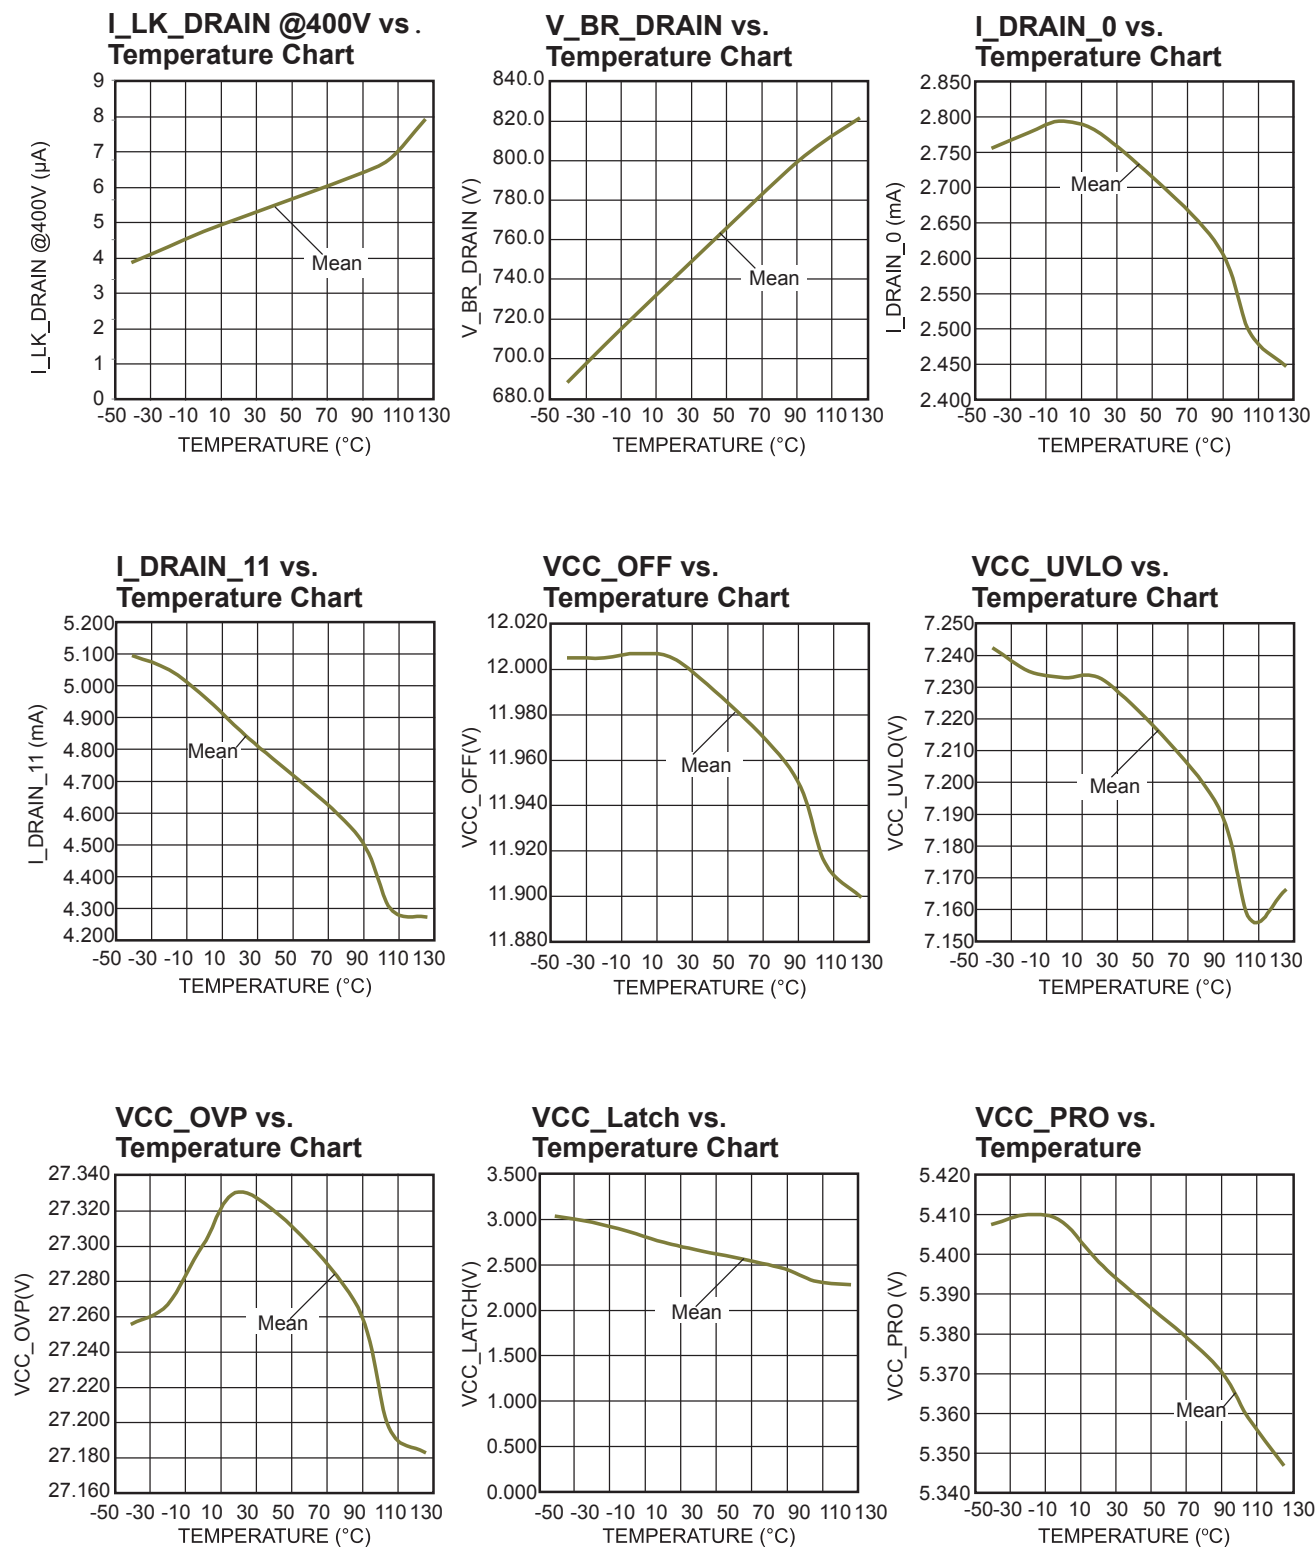 I_LK_DRAIN @400V vs .
Temperature Chart
9
8
7
6
5
4
3
2
1
0
I_LK_DRAIN @400V (µA)
Mean
-50 -30 -10 10 30 50 70 90 110 130
TEMPERATURE (°C)
V_BR_DRAIN vs.
Temperature Chart
840.0
820.0
800.0
780.0
760.0
740.0
720.0
700.0
680.0
V_BR_DRAIN (V)
Mean
-50 -30 -10 10 30 50 70 90 110 130
TEMPERATURE (°C)
I_DRAIN_0 vs.
Temperature Chart
2.850
2.800
2.750
2.700
2.650
2.600
2.550
2.500
2.450
2.400
I_DRAIN_0 (mA)
Mean
-50 -30 -10 10 30 50 70 90 110 130
TEMPERATURE (°C)
I_DRAIN_11 vs.
Temperature Chart
5.200
5.100
5.000
4.900
4.800
4.700
4.600
4.500
4.400
4.300
4.200
I_DRAIN_11 (mA)
Mean
-50 -30 -10 10 30 50 70 90 110 130
TEMPERATURE (°C)
VCC_OFF vs.
Temperature Chart
12.020
12.000
11.980
11.960
11.940
11.920
11.900
11.880
VCC_OFF(V)
Mean
-50 -30 -10 10 30 50 70 90 110 130
TEMPERATURE (°C)
VCC_UVLO vs.
Temperature Chart
7.250
7.240
7.230
7.220
7.210
7.200
7.190
7.180
7.170
7.160
7.150
VCC_UVLO(V)
Mean
-50 -30 -10 10 30 50 70 90 110 130
TEMPERATURE (°C)
VCC_OVP vs.
Temperature Chart
27.340
27.320
27.300
27.280
27.260
27.240
27.220
27.200
27.180
27.160
VCC_OVP(V)
Mean
-50 -30 -10 10 30 50 70 90 110 130
TEMPERATURE (°C)
VCC_Latch vs.
Temperature Chart
3.500
3.000
2.500
2.000
1.500
1.000
0.500
0.000
VCC_LATCH(V)
Mean
-50 -30 -10 10 30 50 70 90 110 130
TEMPERATURE (°C)
VCC_PRO vs.
Temperature
5.420
5.410
5.400
5.390
5.380
5.370
5.360
5.350
5.340
VCC_PRO (V)
Mean
-50 -30 -10 10 30 50 70 90 110 130
TEMPERATURE (°C)